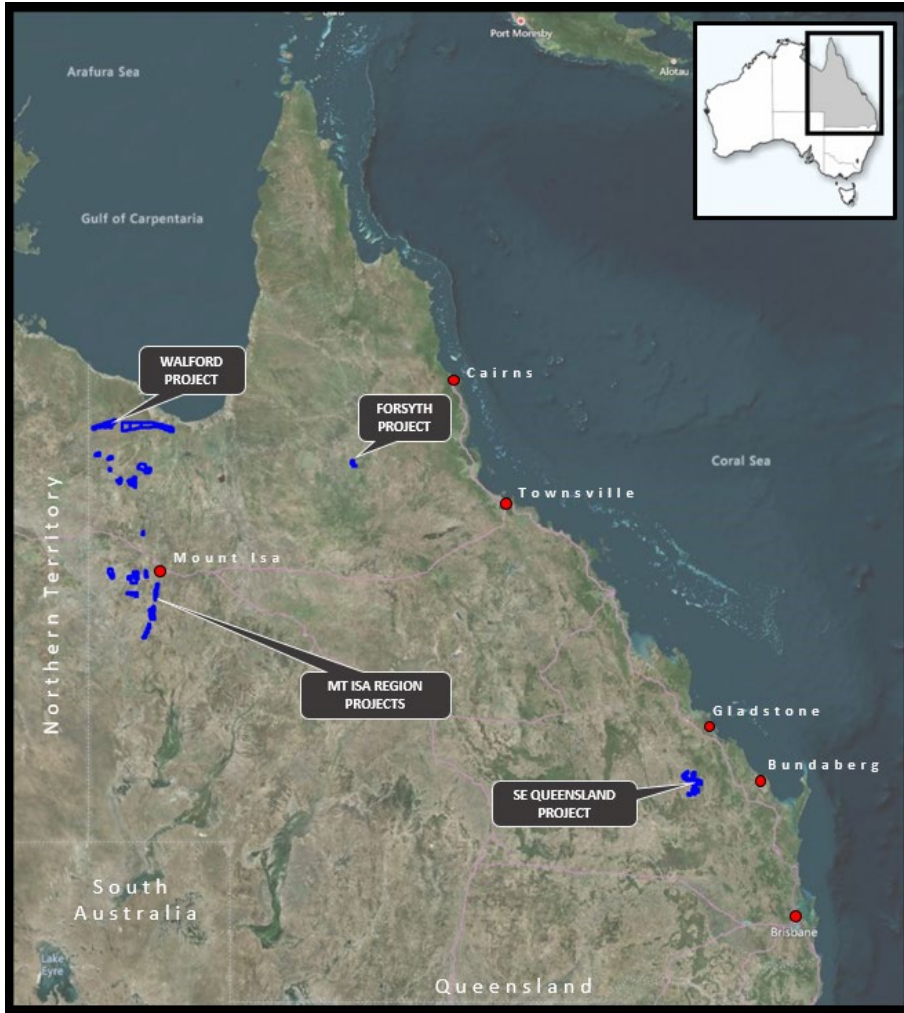 Port Moresby
Arafura Sea
Alotau
Gulf of Carpentaria
WALFORD
PROJECT
Cairns
FORSYTH
PROJECT
Coral Sea
Townsville
Mount Isa
Northern Territory
MT ISA REGION
PROJECTS
Gladstone
Bundaberg
SE QUEENSLAND
PROJECT
South
Australia
Brisbane
Lake
Eyre
Queensland